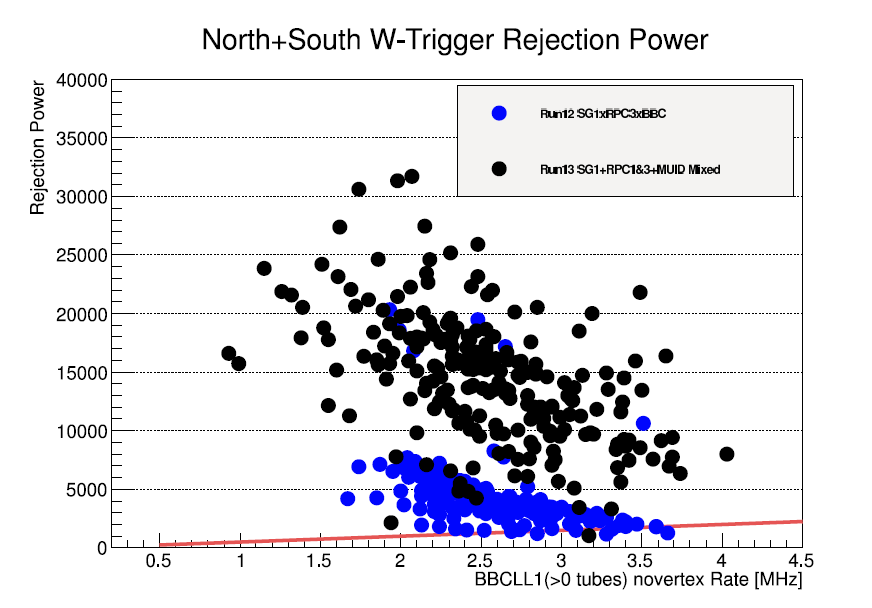 North+South W-Trigger Rejection Power
Rejection Power
40000
35000
30000
25000
20000
15000
10000
5000
0
Run12 SG1xRPC3xBBC
Run13 SG1+RPC1&3+MUID Mixed
0.5 1 1.5 2 2.5 3 3.5 4 4.5
BBCLL1(>0 tubes) novertex Rate [MHz]